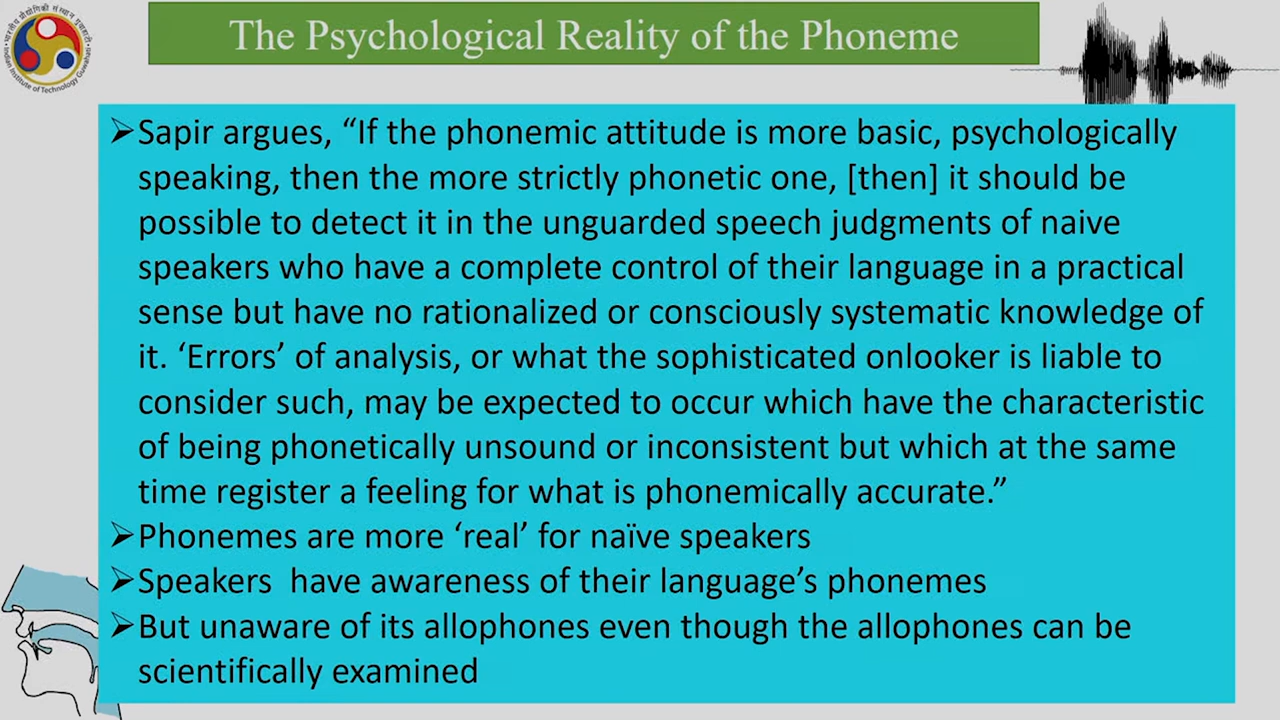 The Psychological Reality of the Phoneme
➢Sapir argues, “If the phonemic attitude is more basic, psychologically
speaking, then the more strictly phonetic one, [then] it should be
possible to detect it in the unguarded speech judgments of naive
speakers who have a complete control of their language in a practical
sense but have no rationalized or consciously systematic knowledge of
it. ‘Errors’ of analysis, or what the sophisticated onlooker is liable to
consider such, may be expected to occur which have the characteristic
of being phonetically unsound or inconsistent but which at the same
time register a feeling for what is phonemically accurate.”
➢Phonemes are more ‘real’ for naïve speakers
➢Speakers  have awareness of their language’s phonemes
➢But unaware of its allophones even though the allophones can be
scientifically examined
भारतीय प्रौद्योगिकी संस्थान गुवाहाटी
Indian Institute of Technology Guwahati